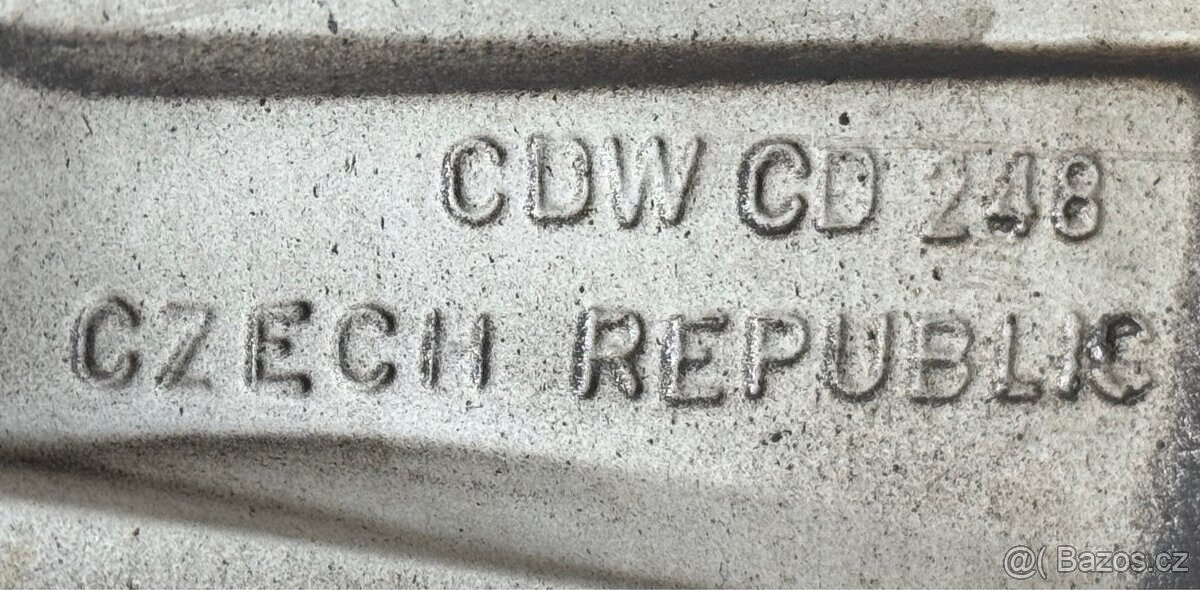 CDW CD 248
CZECH REPUBLIC
@( Bazos.cz